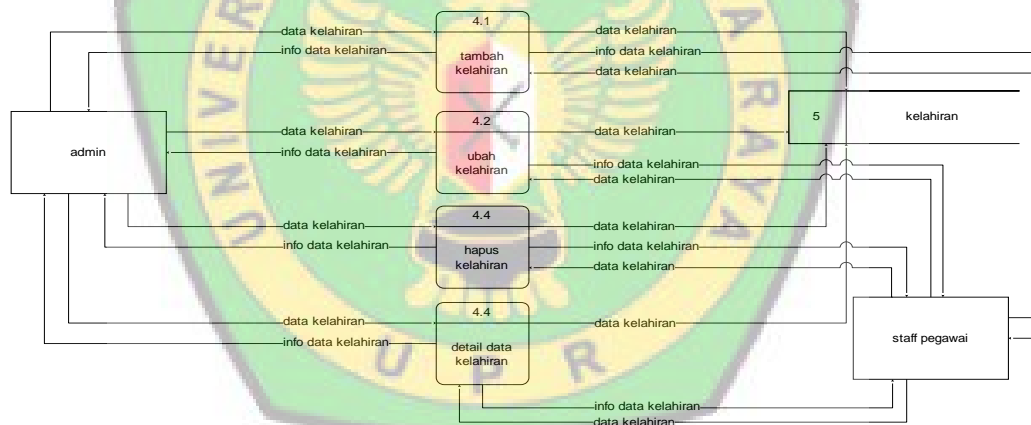 data kelahiran
4.1
data kelahiran
info data kelahiran
tambah
kelahiran
info data kelahiran
data kelahiran
admin
data kelahiran
4.2
data kelahiran
5
kelahiran
info data kelahiran
ubah
kelahiran
info data kelahiran
data kelahiran
data kelahiran
4.4
data kelahiran
info data kelahiran
hapus
kelahiran
info data kelahiran
data kelahiran
data kelahiran
4.4
data kelahiran
info data kelahiran
detail data
kelahiran
staff pegawai
info data kelahiran
data kelahiran
UNIVER
A RAYA
UPR